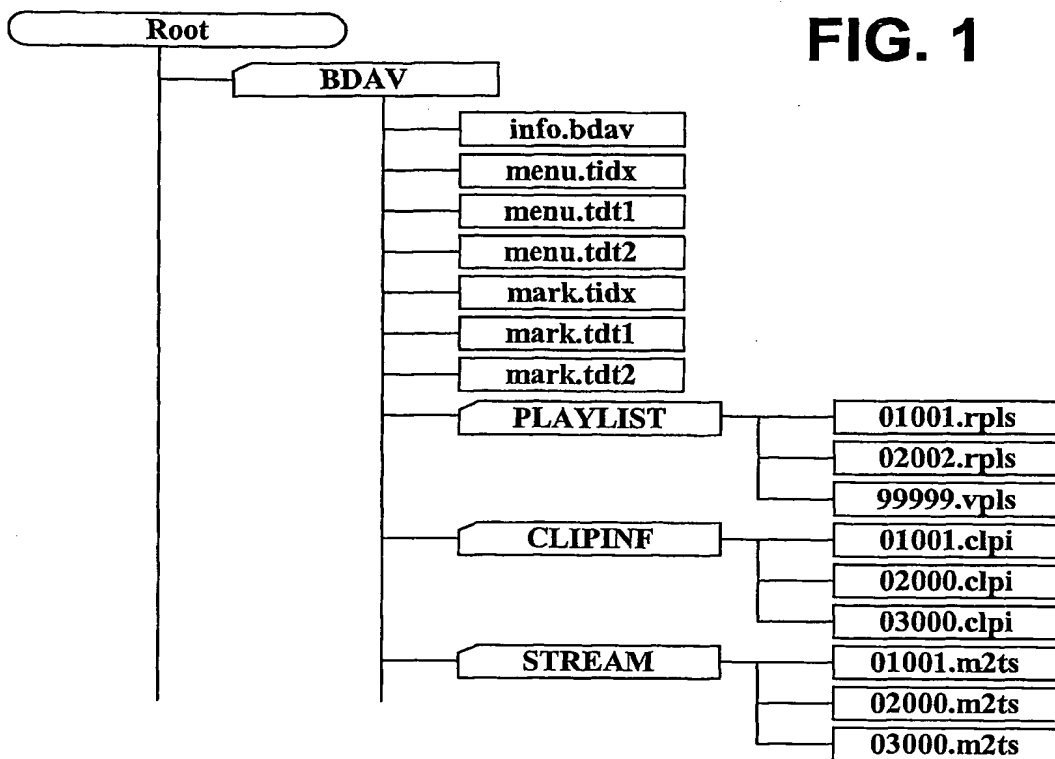 FIG. 1
Root
BDAV
info.bdav
menu.tidx
menu.tdt1
menu.tdt2
mark.tidx
mark.tdt1
mark.tdt2
PLAYLIST
01001.rpls
02002.rpls
99999.vpls
CLIPINF
01001.clpi
02000.clpi
03000.clpi
STREAM
01001.m2ts
02000.m2ts
03000.m2ts